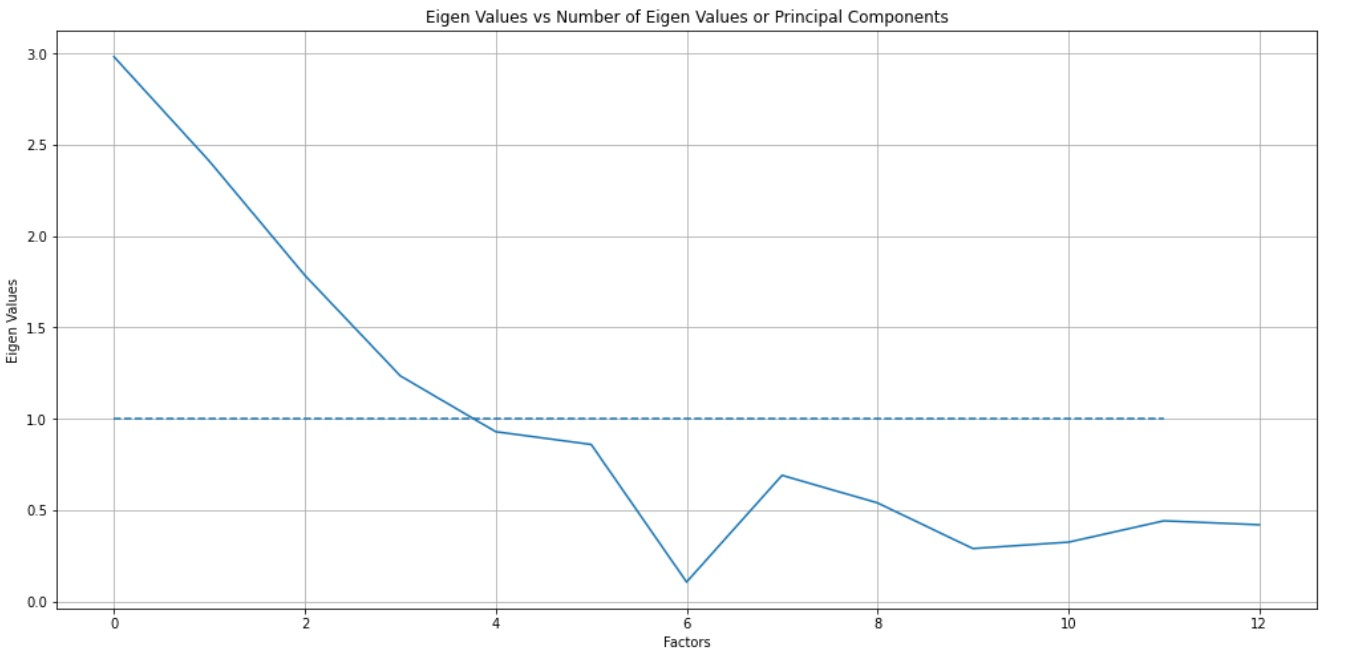 Eigen Values vs Number of Eigen Values or Principal Components
3.0
2.5
2.0
1.5
1.0
0.5
0.0
Eigen Values
0 2 4 6 8 10 12
Factors